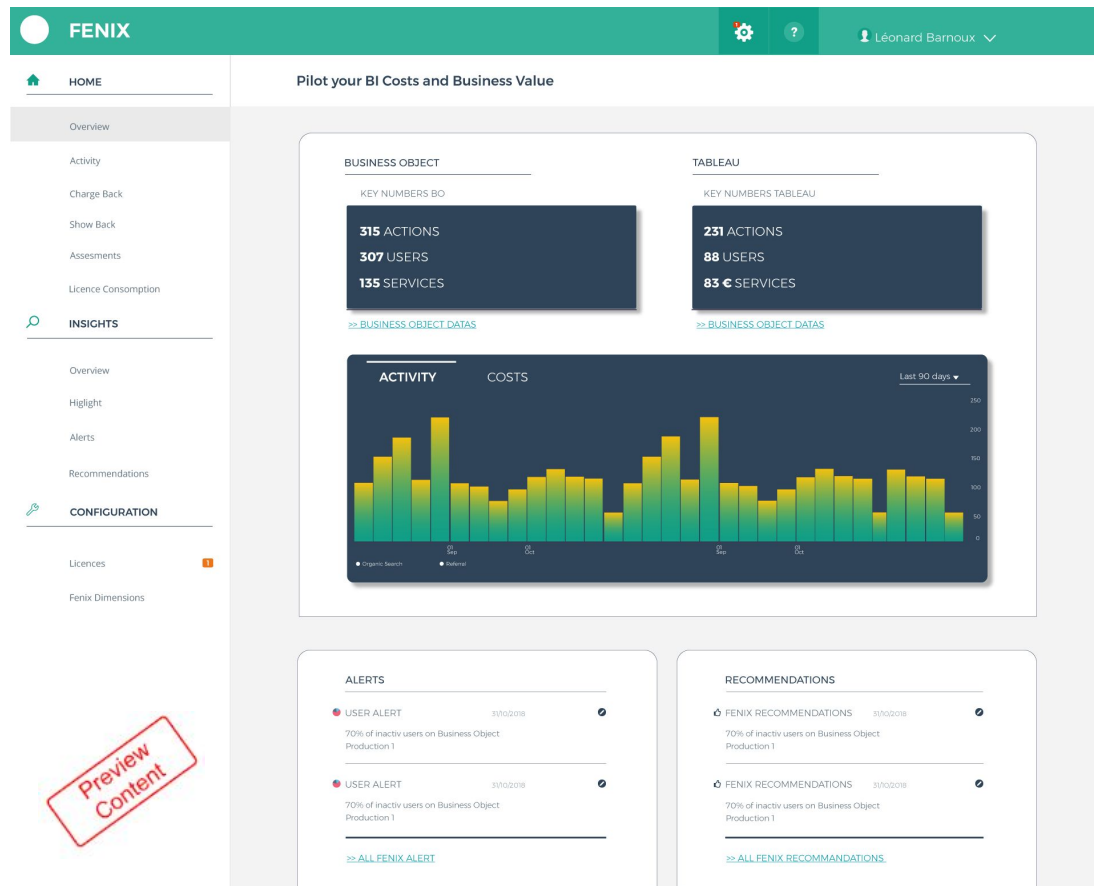 FENIX
1
?
Léonard Barnoux
HOME
Overview
Activity
Charge Back
Show Back
Assesments
Licence Consomption
INSIGHTS
Overview
Higlight
Alerts
Recommendations
CONFIGURATION
Licences 1
Fenix Dimensions
Preview
Content
Pilot your BI Costs and Business Value
BUSINESS OBJECT
KEY NUMBERS BO
315 ACTIONS
307 USERS
135 SERVICES
>> BUSINESS OBJECT DATAS
TABLEAU
KEY NUMBERS TABLEAU
231 ACTIONS
88 USERS
83 € SERVICES
>> BUSINESS OBJECT DATAS
ACTIVITY COSTS Last 90 days
250
200
150
100
50
0
01 01 01 01
Sep Oct Sep Oct
Organic Search Referral
ALERTS
USER ALERT 31/10/2018
70% of inactiv users on Business Object
Production 1
USER ALERT 31/10/2018
70% of inactiv users on Business Object
Production 1
>> ALL FENIX ALERT
RECOMMENDATIONS
FENIX RECOMMENDATIONS 31/10/2018
70% of inactiv users on Business Object
Production 1
FENIX RECOMMENDATIONS 31/10/2018
70% of inactiv users on Business Object
Production 1
>> ALL FENIX RECOMMANDATIONS